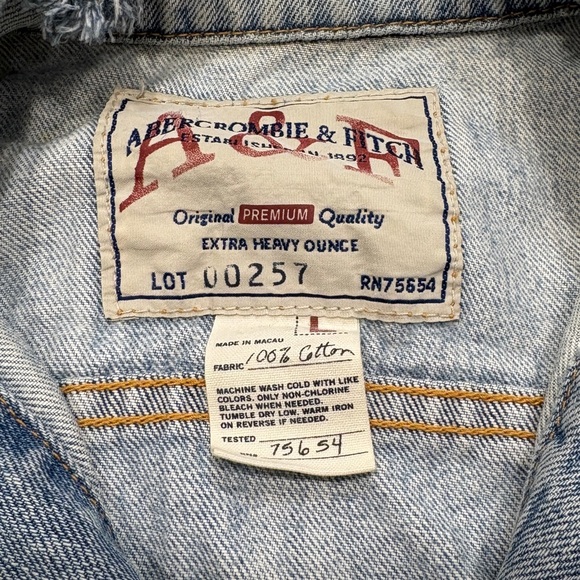 A & F
ABERCROMBIE & FITCH
ESTABLISHED IN 1892
Original PREMIUM Quality
EXTRA HEAVY OUNCE
LOT 00257 RN75654
L
MADE IN MACAU
FABRIC 100% Cotton
MACHINE WASH COLD WITH LIKE
COLORS. ONLY NON-CHLORINE
BLEACH WHEN NEEDED.
TUMBLE DRY LOW. WARM IRON
ON REVERSE IF NEEDED.
TESTED 75654